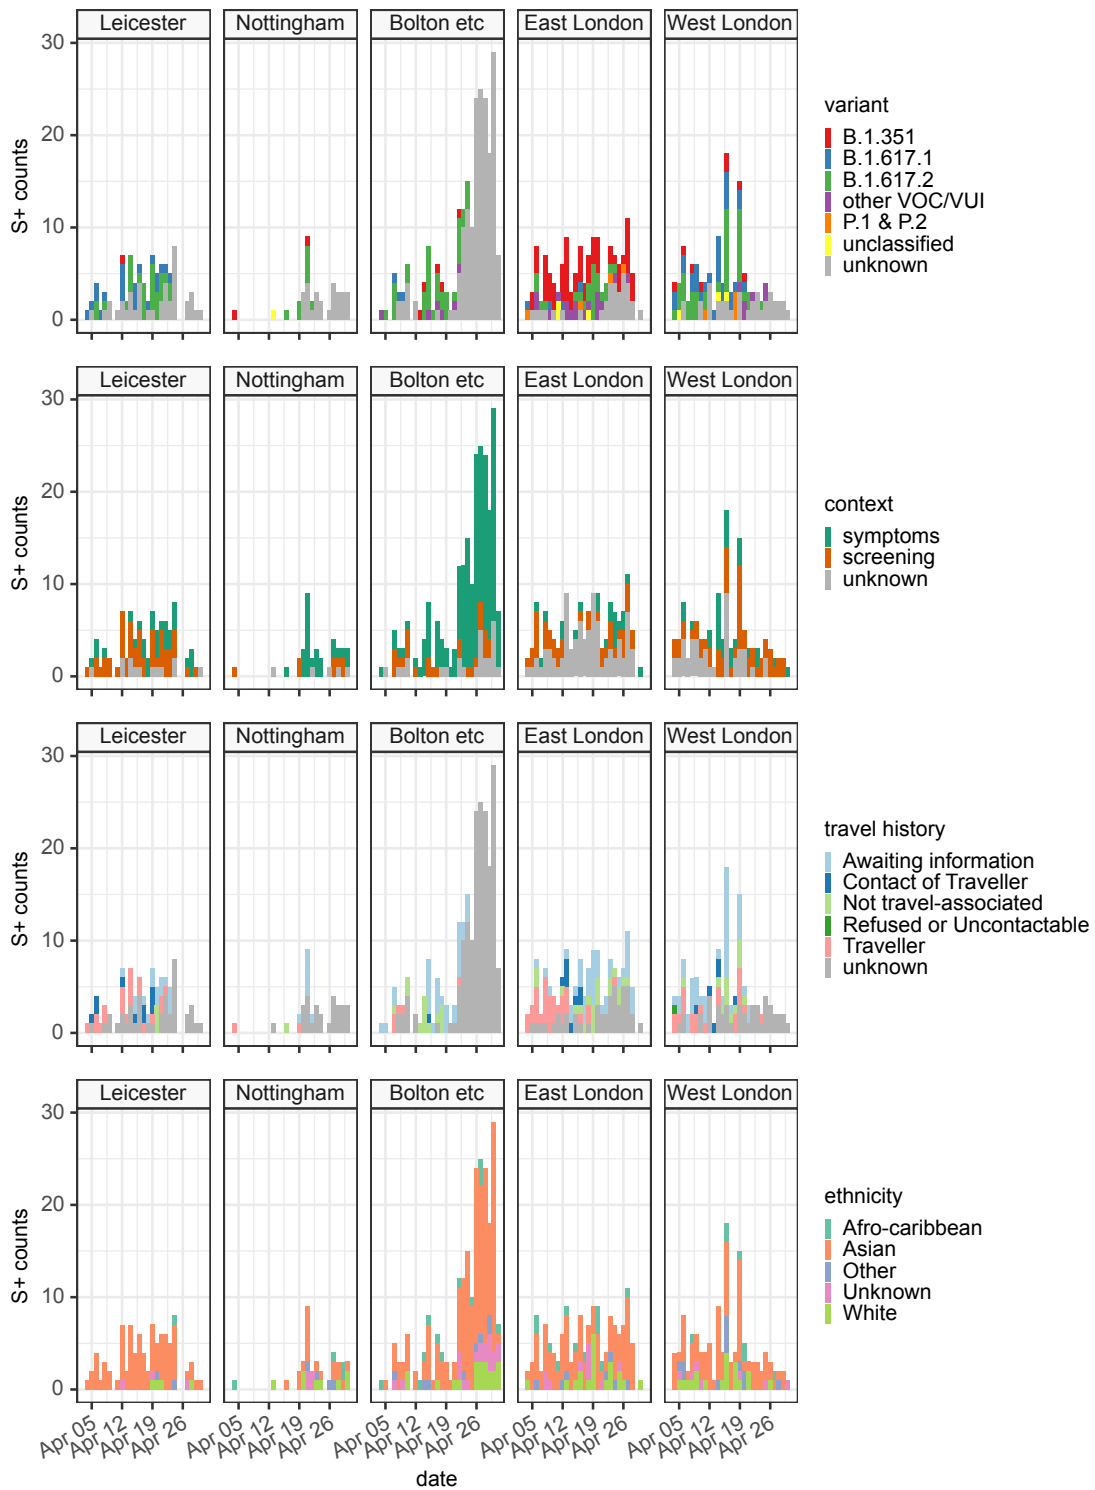 Leicester Nottingham Bolton etc East London West London
30
20
10
0
S+ counts
variant
B.1.351
B.1.617.1
B.1.617.2
other VOC/VUI
P.1 & P.2
unclassified
unknown
Leicester Nottingham Bolton etc East London West London
30
20
10
0
S+ counts
context
symptoms
screening
unknown
Leicester Nottingham Bolton etc East London West London
30
20
10
0
S+ counts
travel history
Awaiting information
Contact of Traveller
Not travel-associated
Refused or Uncontactable
Traveller
unknown
Leicester Nottingham Bolton etc East London West London
30
20
10
0
S+ counts
ethnicity
Afro-caribbean
Asian
Other
Unknown
White
Apr 05 Apr 12 Apr 19 Apr 26 Apr 05 Apr 12 Apr 19 Apr 26 Apr 05 Apr 12 Apr 19 Apr 26 Apr 05 Apr 12 Apr 19 Apr 26 Apr 05 Apr 12 Apr 19 Apr 26
date